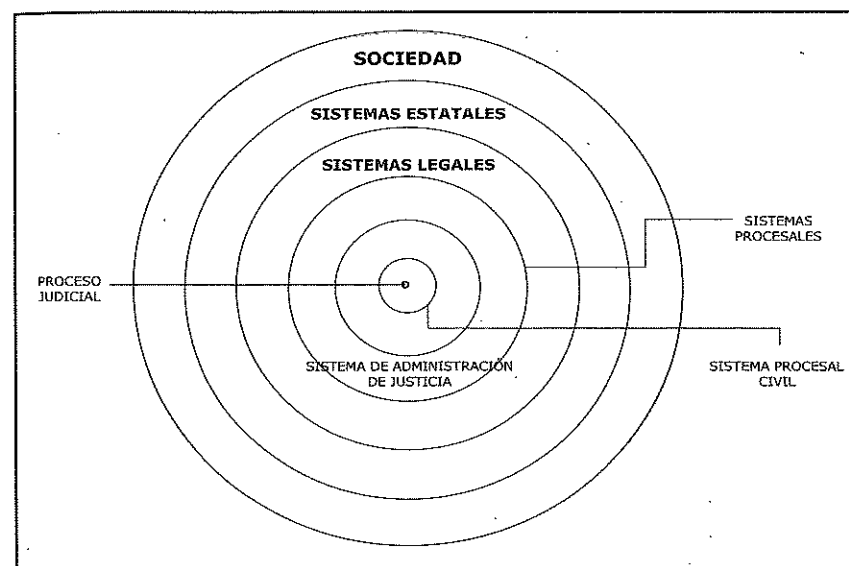 SOCIEDAD
SISTEMAS ESTATALES
SISTEMAS LEGALES
SISTEMAS
PROCESALES
PROCESO
JUDICIAL
SISTEMA DE ADMINISTRACIÓN
DE JUSTICIA
SISTEMA PROCESAL
CIVIL